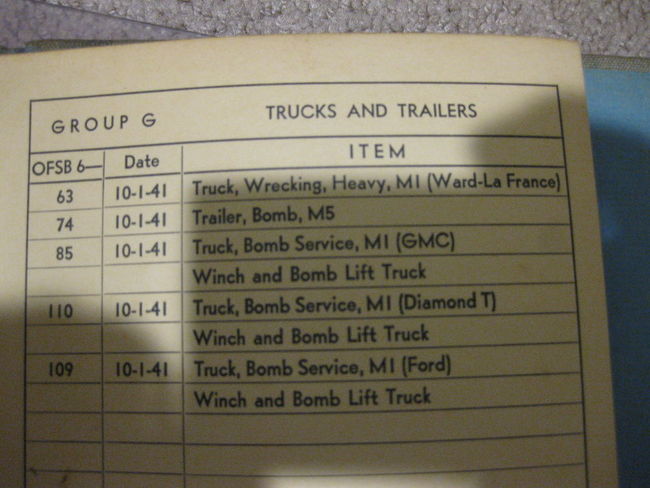 GROUP G TRUCKS AND TRAILERS
OFSB 6— Date ITEM
63 10-1-41 Truck, Wrecking, Heavy, M1 (Ward-La France)
74 10-1-41 Trailer, Bomb, M5
85 10-1-41 Truck, Bomb Service, M1 (GMC)
Winch and Bomb Lift Truck
110 10-1-41 Truck, Bomb Service, M1 (Diamond T)
Winch and Bomb Lift Truck
109 10-1-41 Truck, Bomb Service, M1 (Ford)
Winch and Bomb Lift Truck